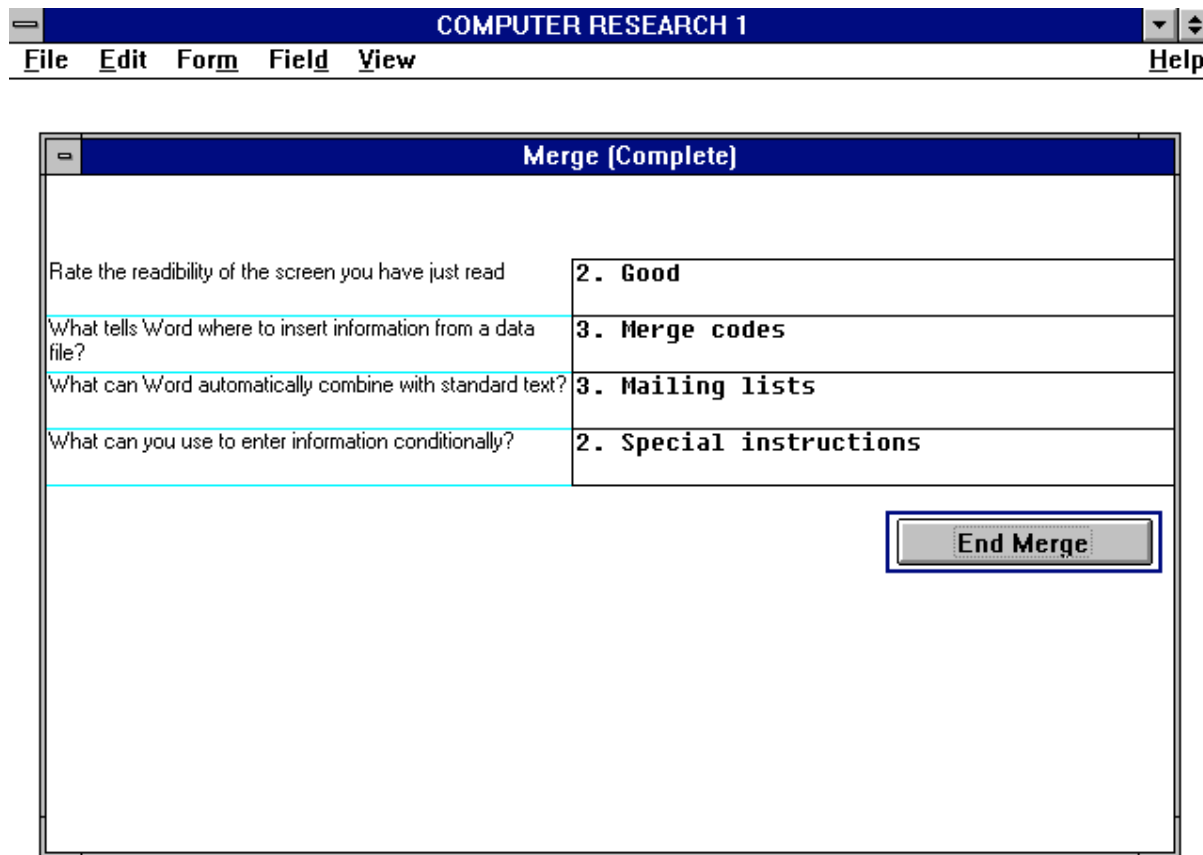 COMPUTER RESEARCH 1
File Edit Form Field View Help
Merge (Complete)
Rate the readibility of the screen you have just read
2. Good
What tells Word where to insert information from a data
file?
3. Merge codes
What can Word automatically combine with standard text?
3. Mailing lists
What can you use to enter information conditionally?
2. Special instructions
End Merge